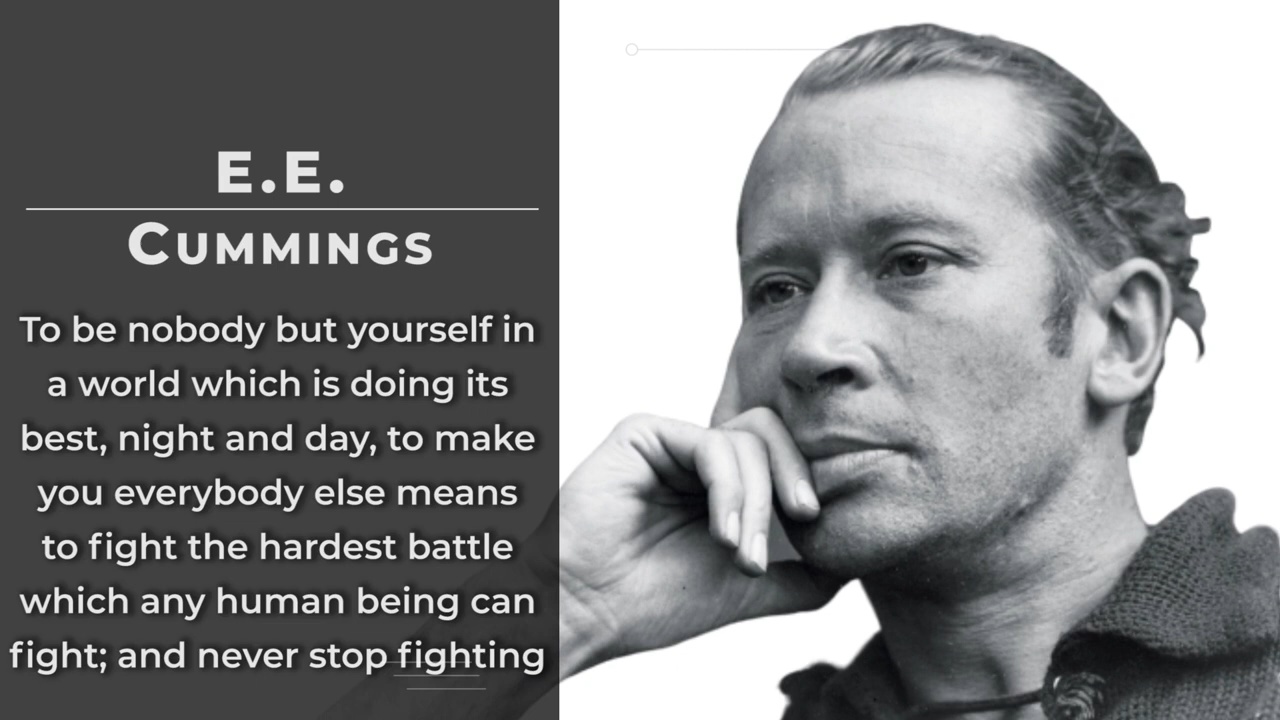 E.E.
Cummings
To be nobody but yourself in
a world which is doing its
best, night and day, to make
you everybody else means
to fight the hardest battle
which any human being can
fight; and never stop fighting